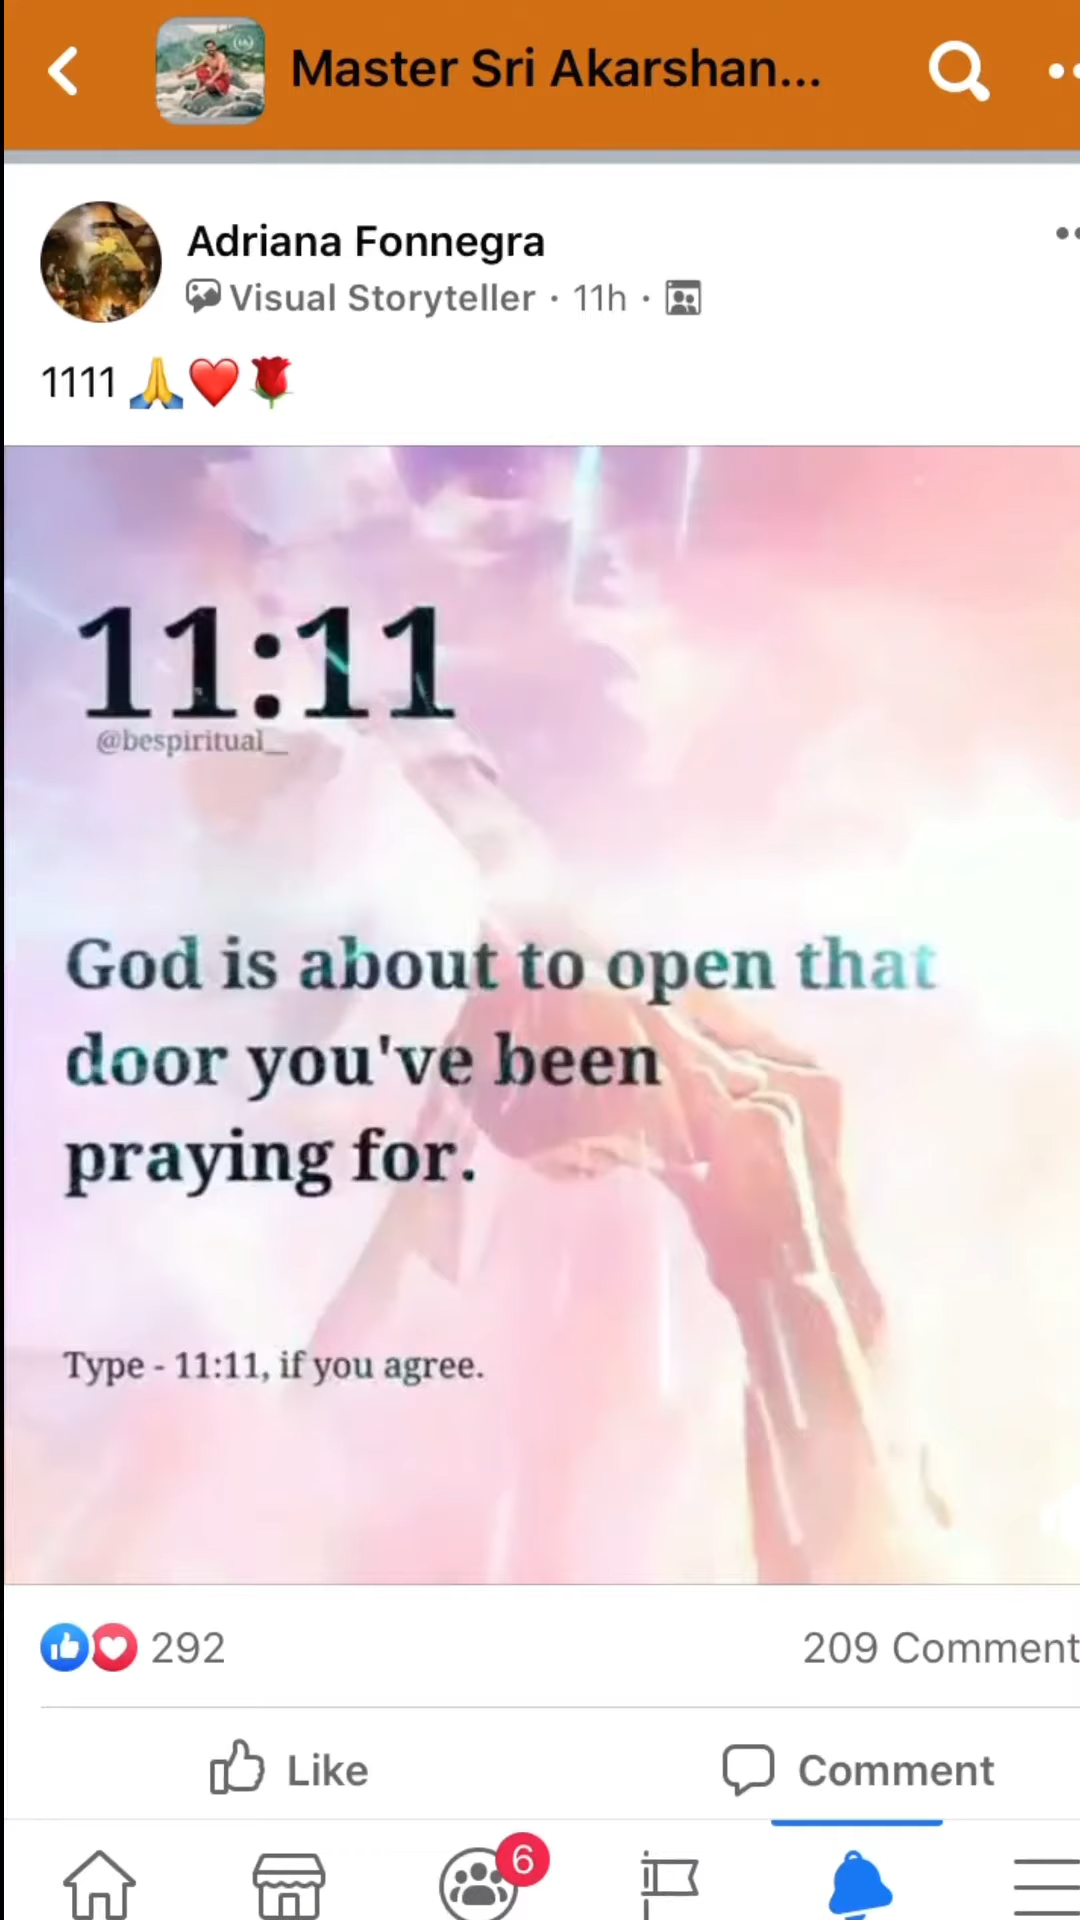 Master Sri Akarshan...
Adriana Fonnegra
Visual Storyteller · 11h ·
1111 🙏❤️🌹
11:11
@bespiritual__
God is about to open that
door you've been
praying for.
Type - 11:11, if you agree.
292
209 Comment
Like
Comment
6